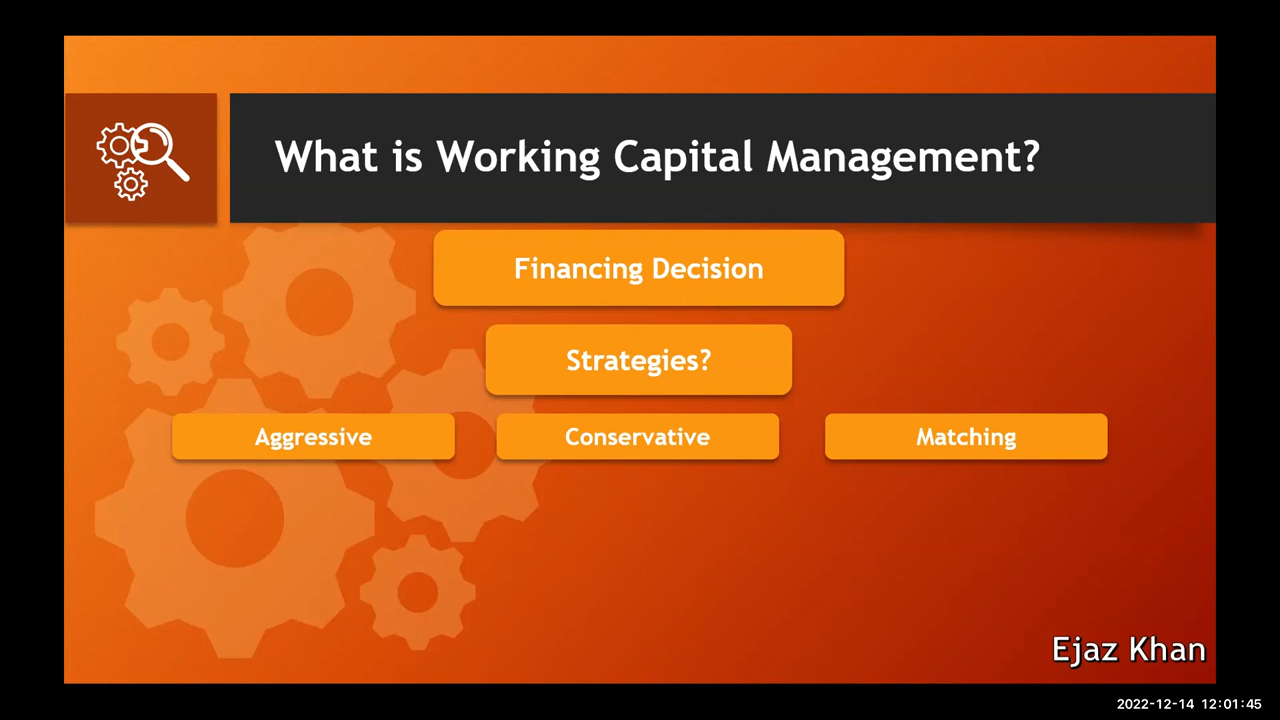 What is Working Capital Management?
Financing Decision
Strategies?
Aggressive
Conservative
Matching
Ejaz Khan
2022-12-14 12:01:45